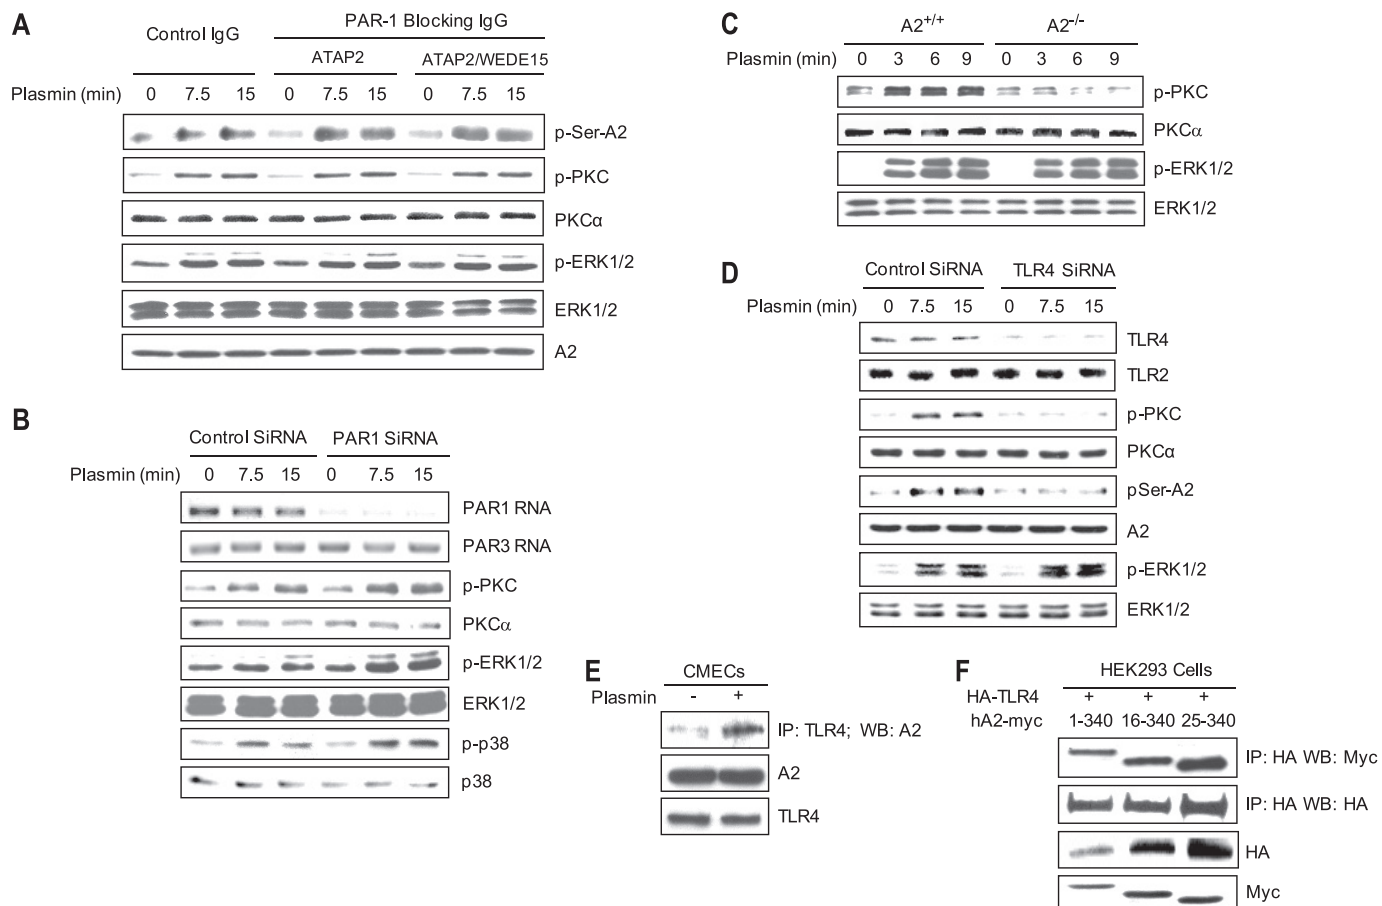 A
Control IgG
PAR-1 Blocking IgG
ATAP2
ATAP2/WEDE15
Plasmin (min) 0 7.5 15 0 7.5 15 0 7.5 15
p-Ser-A2
p-PKC
PKCα
p-ERK1/2
ERK1/2
A2
B
Control SiRNA PAR1 SiRNA
Plasmin (min) 0 7.5 15 0 7.5 15
PAR1 RNA
PAR3 RNA
p-PKC
PKCα
p-ERK1/2
ERK1/2
p-p38
p38
C
A2+/+ A2-/-
Plasmin (min) 0 3 6 9 0 3 6 9
p-PKC
PKCα
p-ERK1/2
ERK1/2
D
Control SiRNA TLR4 SiRNA
Plasmin (min) 0 7.5 15 0 7.5 15
TLR4
TLR2
p-PKC
PKCα
pSer-A2
A2
p-ERK1/2
ERK1/2
E
CMECs
Plasmin - +
IP: TLR4; WB: A2
A2
TLR4
F
HEK293 Cells
HA-TLR4 + + +
hA2-myc 1-340 16-340 25-340
IP: HA WB: Myc
IP: HA WB: HA
HA
Myc